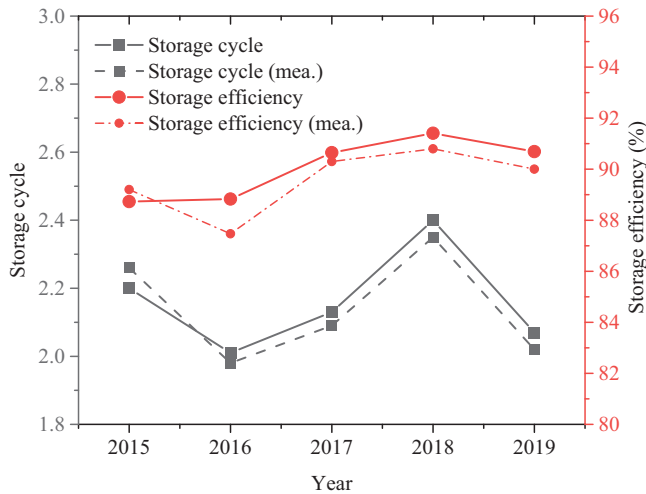 Storage cycle
Storage cycle (mea.)
Storage efficiency
Storage efficiency (mea.)
3.0
2.8
2.6
2.4
2.2
2.0
1.8
Storage cycle
96
94
92
90
88
86
84
82
80
Storage efficiency (%)
2015 2016 2017 2018 2019
Year